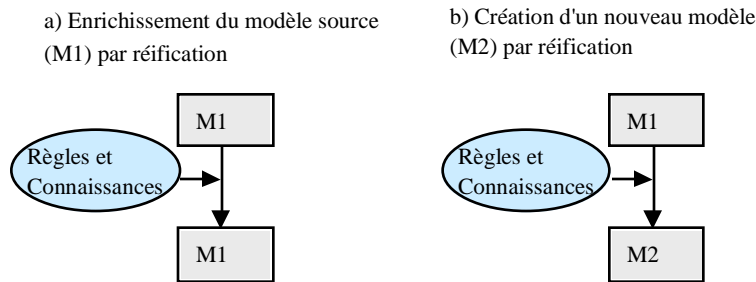 a) Enrichissement du modèle source
(M1) par réification
M1
Règles et
Connaissances
M1
b) Création d'un nouveau modèle
(M2) par réification
M1
Règles et
Connaissances
M2